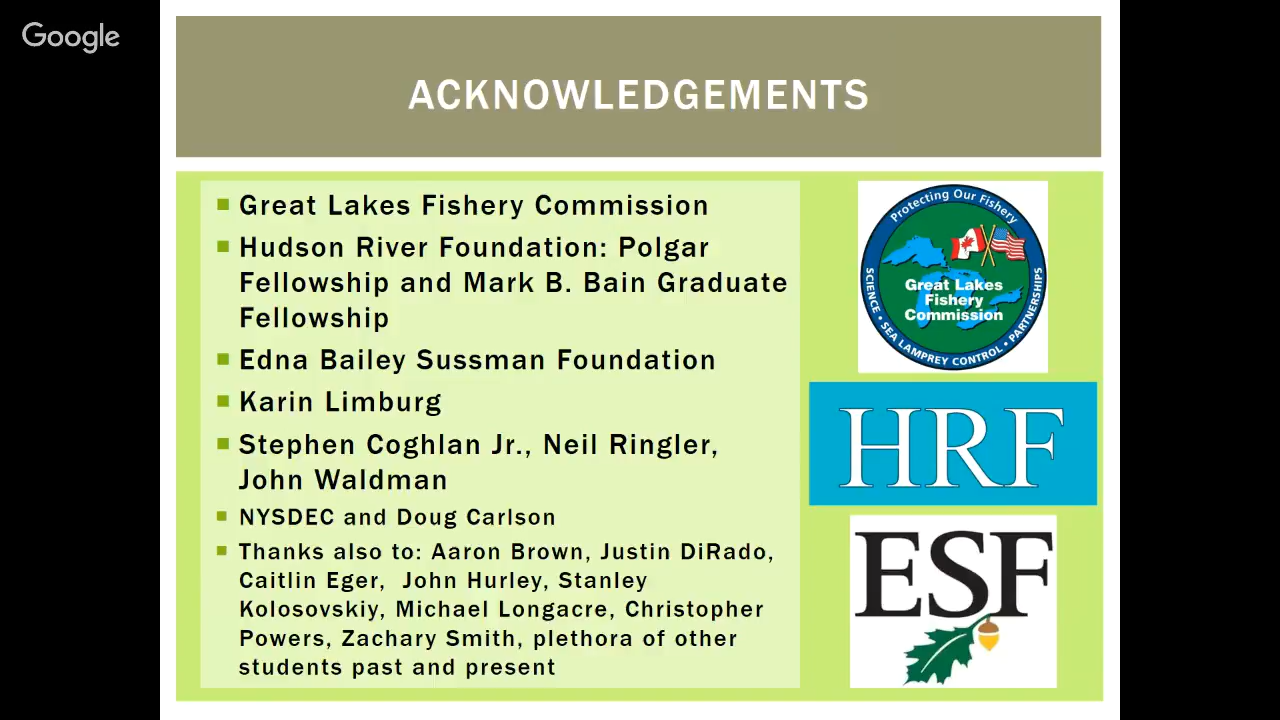 Google
ACKNOWLEDGEMENTS
Great Lakes Fishery Commission
Hudson River Foundation: Polgar
Fellowship and Mark B. Bain Graduate
Fellowship
Edna Bailey Sussman Foundation
Karin Limburg
Stephen Coghlan Jr., Neil Ringler,
John Waldman
NYSDEC and Doug Carlson
Thanks also to: Aaron Brown, Justin DiRado,
Caitlin Eger, John Hurley, Stanley
Kolosovskiy, Michael Longacre, Christopher
Powers, Zachary Smith, plethora of other
students past and present
Protecting Our Fishery
Great Lakes
Fishery
Commission
SCIENCE • SEA LAMPREY CONTROL • PARTNERSHIPS
HRF
ESF